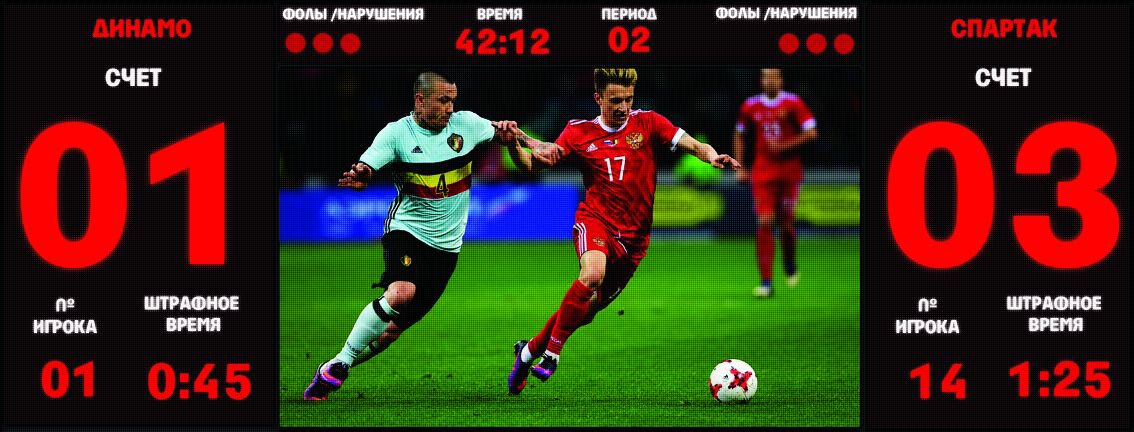 ДИНАМО
СЧЕТ
01
№
ИГРОКА
01
ШТРАФНОЕ
ВРЕМЯ
0:45
ФОЛЫ /НАРУШЕНИЯ
ВРЕМЯ
42:12
ПЕРИОД
02
ФОЛЫ /НАРУШЕНИЯ
4
17
СПАРТАК
СЧЕТ
03
№
ИГРОКА
14
ШТРАФНОЕ
ВРЕМЯ
1:25